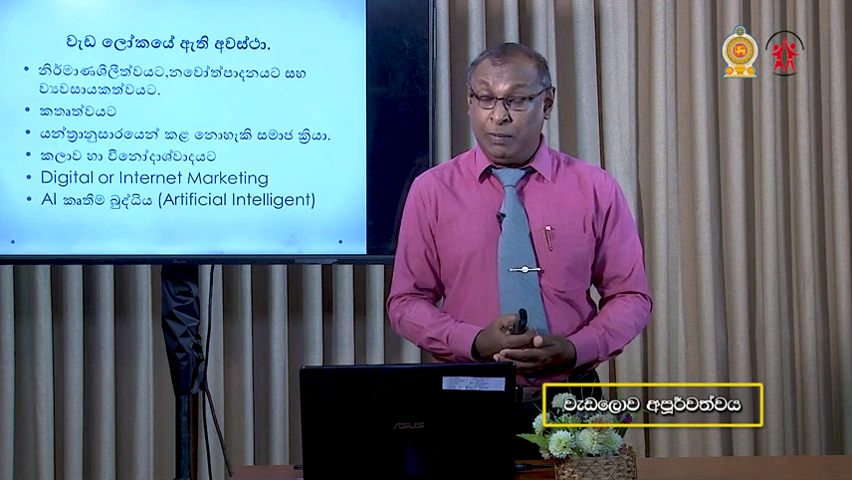 වැඩ ලෝකයේ ඇති අවස්ථා.
• නිර්මාණශීලීත්වයට,නවෝත්පාදනයට සහ
ව්‍යවසායකත්වයට.
• කතෘත්වයට
• යන්ත්‍රානුසාරයෙන් කළ නොහැකි සමාජ ක්‍රියා.
• කලාව හා විනෝදාශ්වාදයට
• Digital or Internet Marketing
• AI කෘතීම බුද්ධිය (Artificial Intelligent)
ASUS
වැඩලොව අපූර්වත්වය